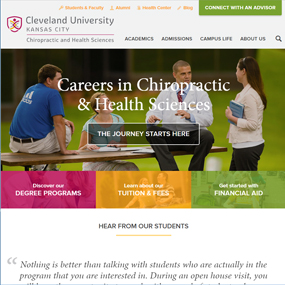 Students & Faculty
Alumni
Health Center
Blog
CONNECT WITH AN ADVISOR
Cleveland University
KANSAS CITY
Chiropractic and Health Sciences
ACADEMICS ADMISSIONS CAMPUS LIFE ABOUT US
Careers in Chiropractic
& Health Sciences
THE JOURNEY STARTS HERE
Discover our
DEGREE PROGRAMS
Learn about our
TUITION & FEES
Get started with
FINANCIAL AID
HEAR FROM OUR STUDENTS
“ Nothing is better than talking with students who are actually in the
program that you are interested in. During an open house visit, you